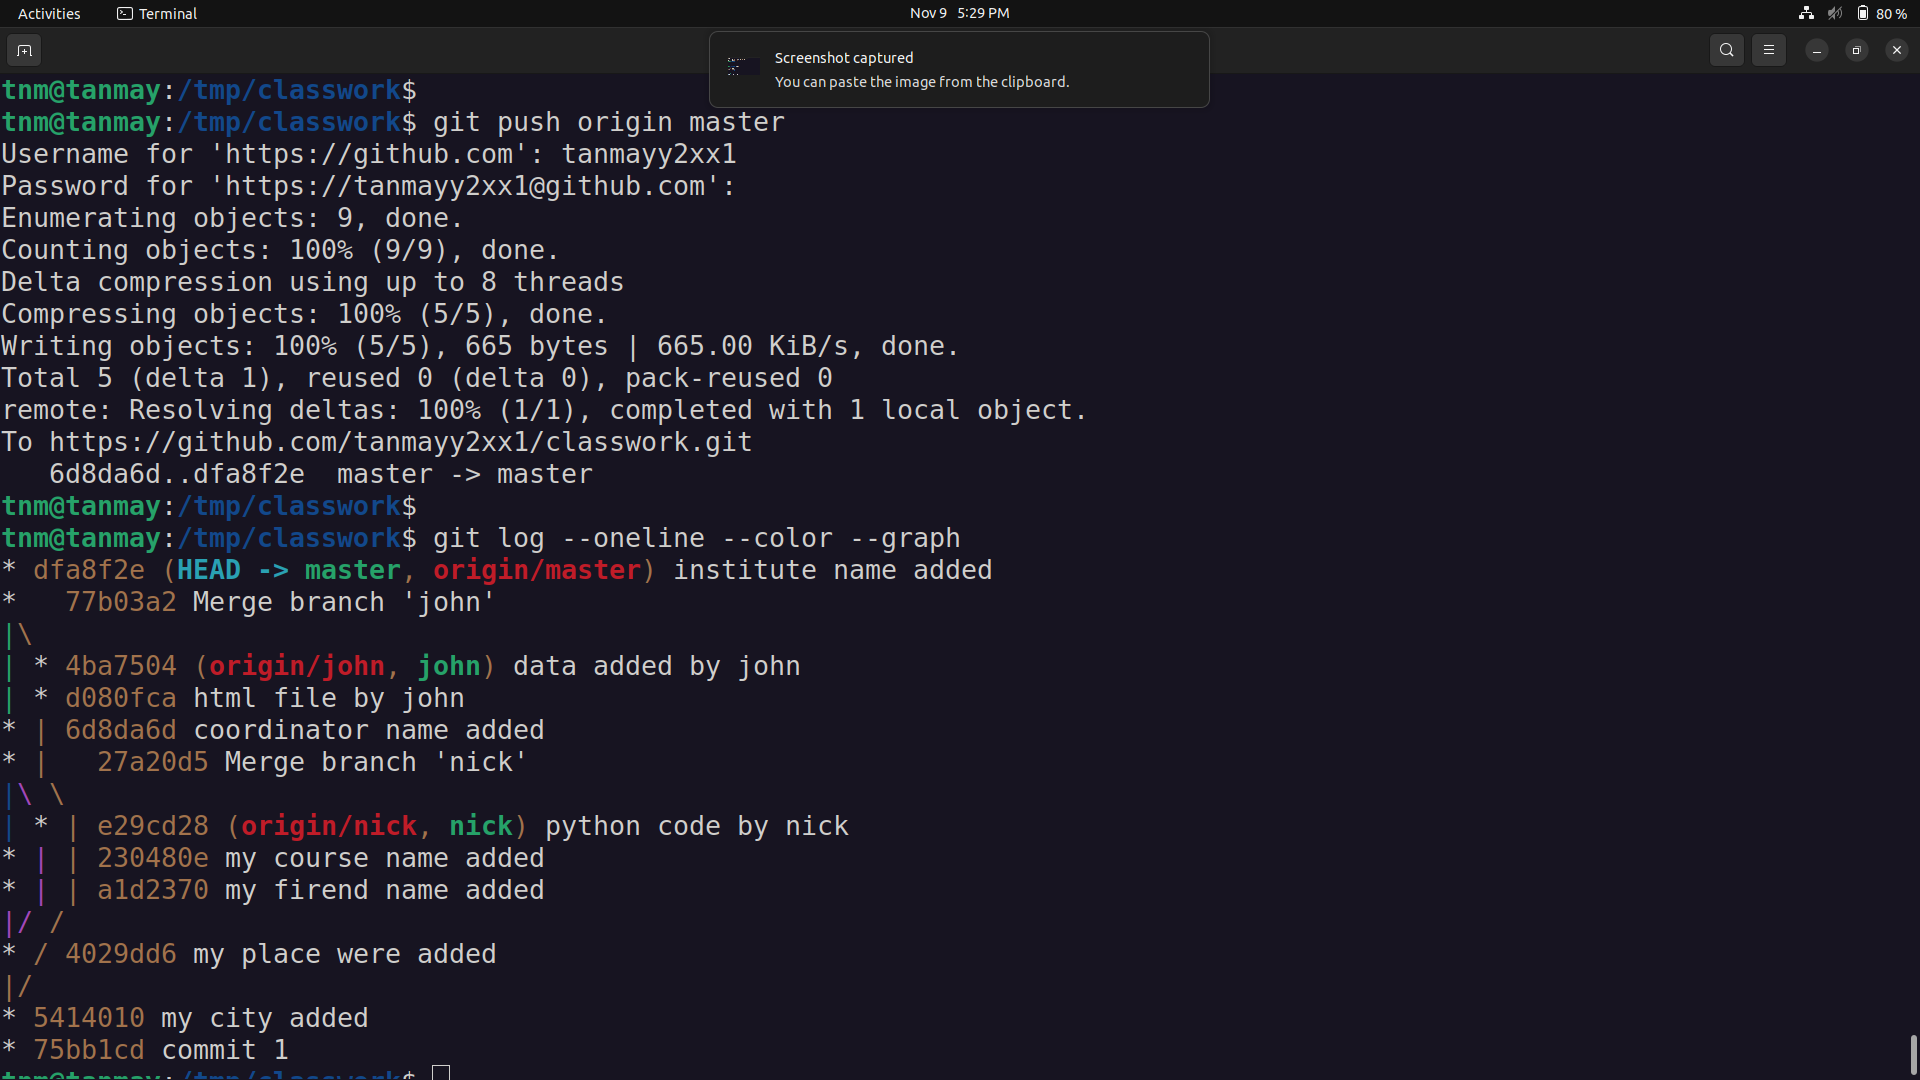 Activities Terminal Nov 9 5:29 PM 80 %
Screenshot captured
You can paste the image from the clipboard.
tnm@tanmay:/tmp/classwork$
tnm@tanmay:/tmp/classwork$ git push origin master
Username for 'https://github.com': tanmayy2xx1
Password for 'https://tanmayy2xx1@github.com':
Enumerating objects: 9, done.
Counting objects: 100% (9/9), done.
Delta compression using up to 8 threads
Compressing objects: 100% (5/5), done.
Writing objects: 100% (5/5), 665 bytes | 665.00 KiB/s, done.
Total 5 (delta 1), reused 0 (delta 0), pack-reused 0
remote: Resolving deltas: 100% (1/1), completed with 1 local object.
To https://github.com/tanmayy2xx1/classwork.git
   6d8da6d..dfa8f2e  master -> master
tnm@tanmay:/tmp/classwork$
tnm@tanmay:/tmp/classwork$ git log --oneline --color --graph
* dfa8f2e (HEAD -> master, origin/master) institute name added
*   77b03a2 Merge branch 'john'
|\
| * 4ba7504 (origin/john, john) data added by john
| * d080fca html file by john
* | 6d8da6d coordinator name added
* |   27a20d5 Merge branch 'nick'
|\ \
| * | e29cd28 (origin/nick, nick) python code by nick
* | | 230480e my course name added
* | | a1d2370 my firend name added
|/ /
* / 4029dd6 my place were added
|/
* 5414010 my city added
* 75bb1cd commit 1
tnm@tanmay:/tmp/classwork$